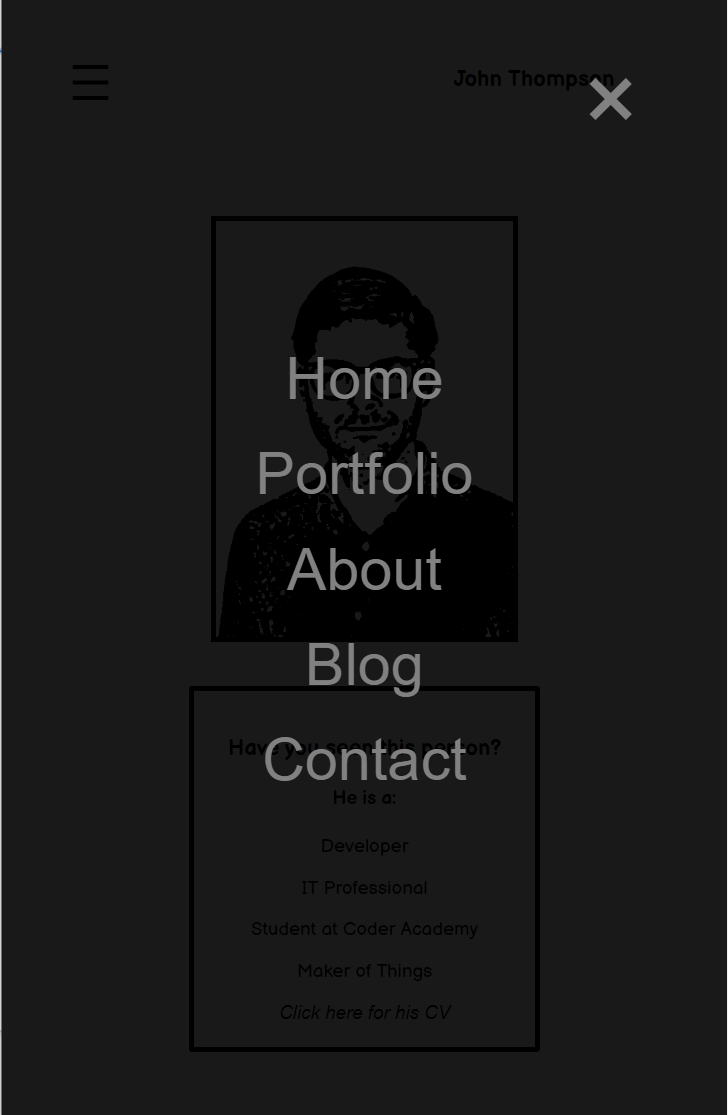 John Thompson
×
Home
Portfolio
About
Blog
Have you seen this person?
Contact
He is a:
Developer
IT Professional
Student at Coder Academy
Maker of Things
Click here for his CV